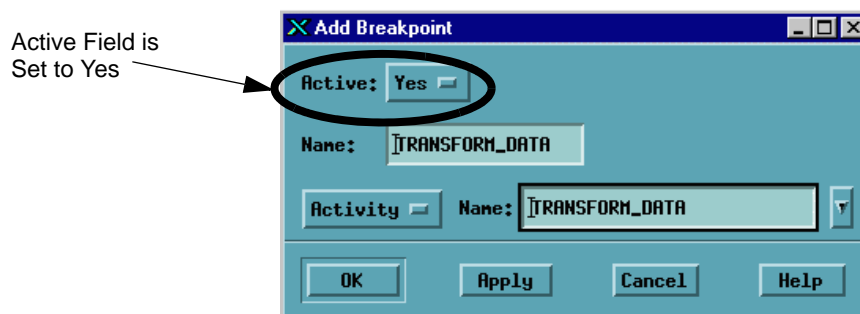 Active Field is
Set to Yes
Add Breakpoint
Active: Yes
Name: TRANSFORM_DATA
Activity Name: TRANSFORM_DATA
OK Apply Cancel Help